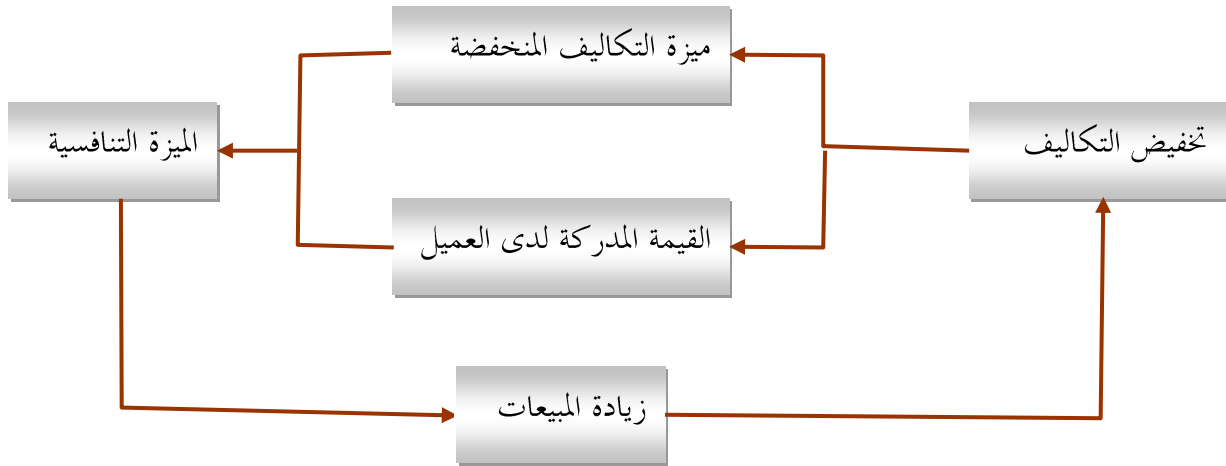 ميزة التكاليف المنخفضة
تخفيض التكاليف
الميزة التنافسية
القيمة المدركة لدى العميل
زيادة المبيعات